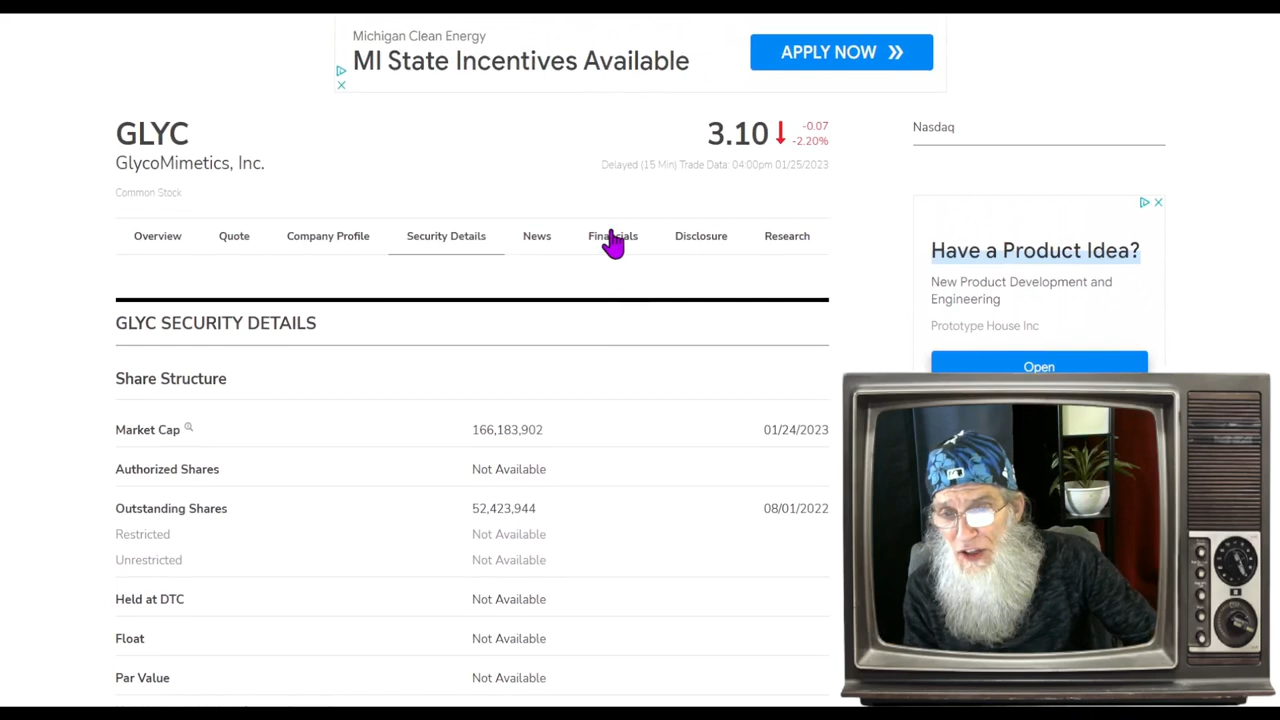 Michigan Clean Energy
MI State Incentives Available
APPLY NOW »
GLYC
GlycoMimetics, Inc.
Common Stock
3.10
-0.07
-2.20%
Delayed (15 Min) Trade Data: 04:00pm 01/25/2023
Nasdaq
Overview Quote Company Profile Security Details News Financials Disclosure Research
Have a Product Idea?
New Product Development and
Engineering
Prototype House Inc
Open
GLYC SECURITY DETAILS
Share Structure
Market Cap 166,183,902 01/24/2023
Authorized Shares Not Available
Outstanding Shares 52,423,944 08/01/2022
Restricted Not Available
Unrestricted Not Available
Held at DTC Not Available
Float Not Available
Par Value Not Available